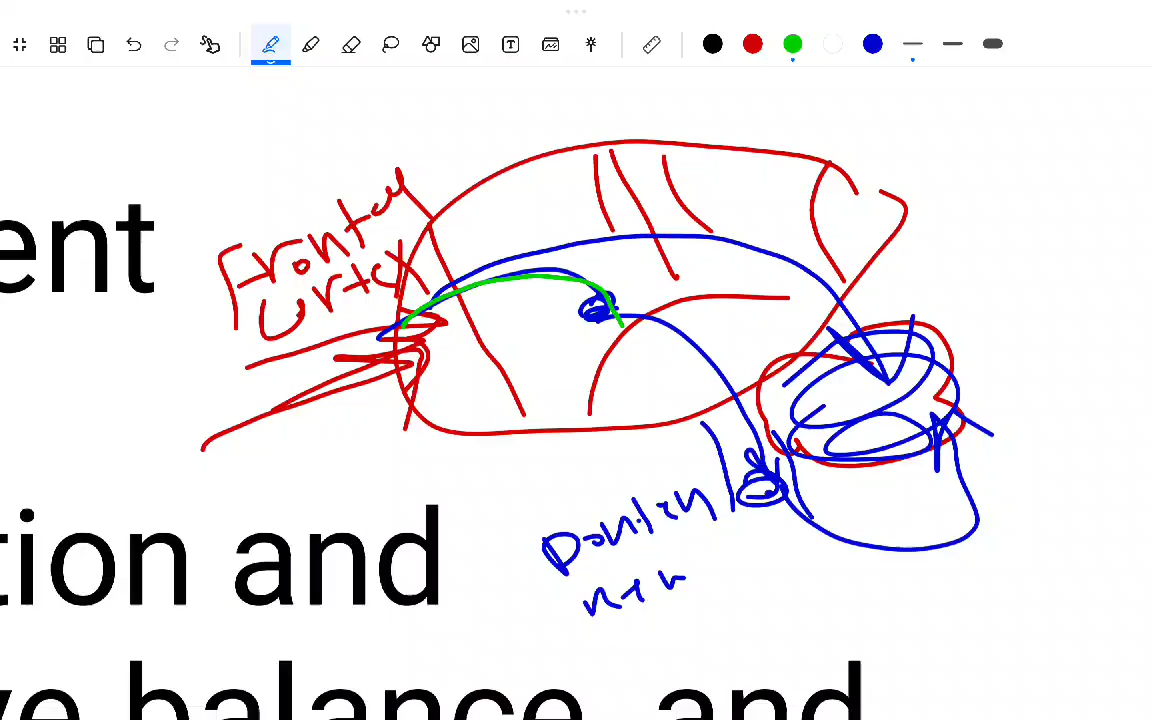 ent
Frontal
Cortex
tion and
ve balance, and